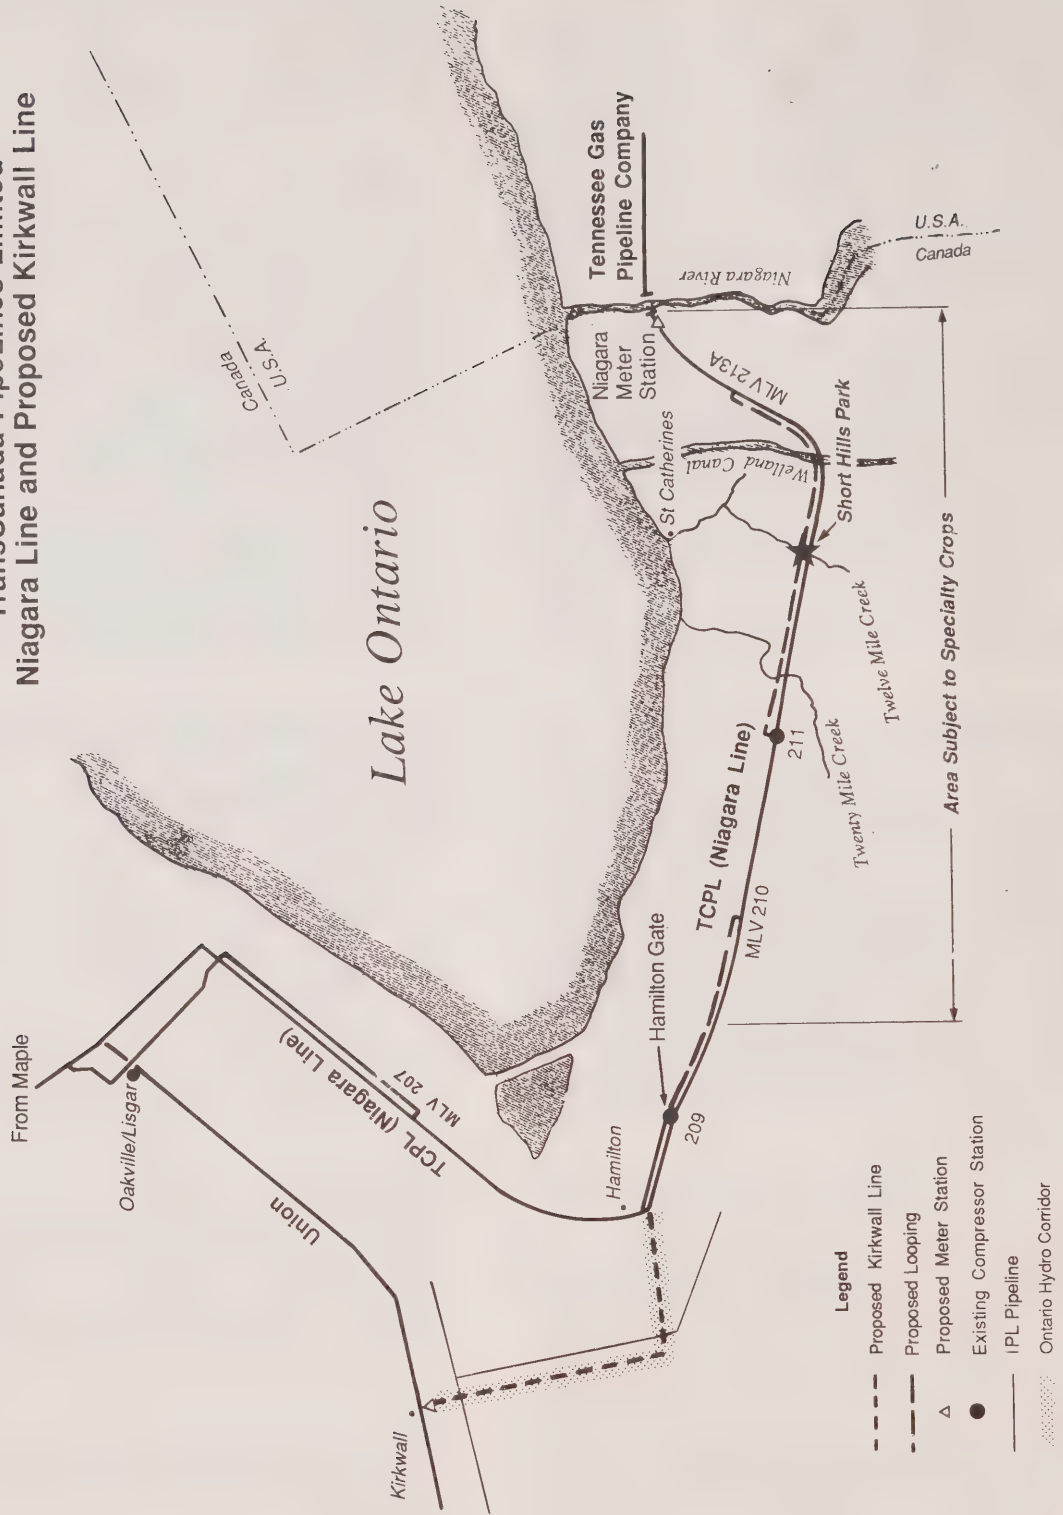 Niagara Line and Proposed Kirkwall Line
From Maple
Oakville/Lisgar
Union
TCPL (Niagara Line)
MLV 207
Kirkwall
Hamilton
Hamilton Gate
209
Lake Ontario
Canada
U.S.A.
TCPL (Niagara Line)
MLV 210
211
Twenty Mile Creek
Twelve Mile Creek
St Catherines
Welland Canal
Short Hills Park
MLV 213A
Niagara
Meter
Station
Tennessee Gas
Pipeline Company
Niagara River
U.S.A.
Canada
Area Subject to Specialty Crops
Legend
Proposed Kirkwall Line
Proposed Looping
Proposed Meter Station
Existing Compressor Station
IPL Pipeline
Ontario Hydro Corridor